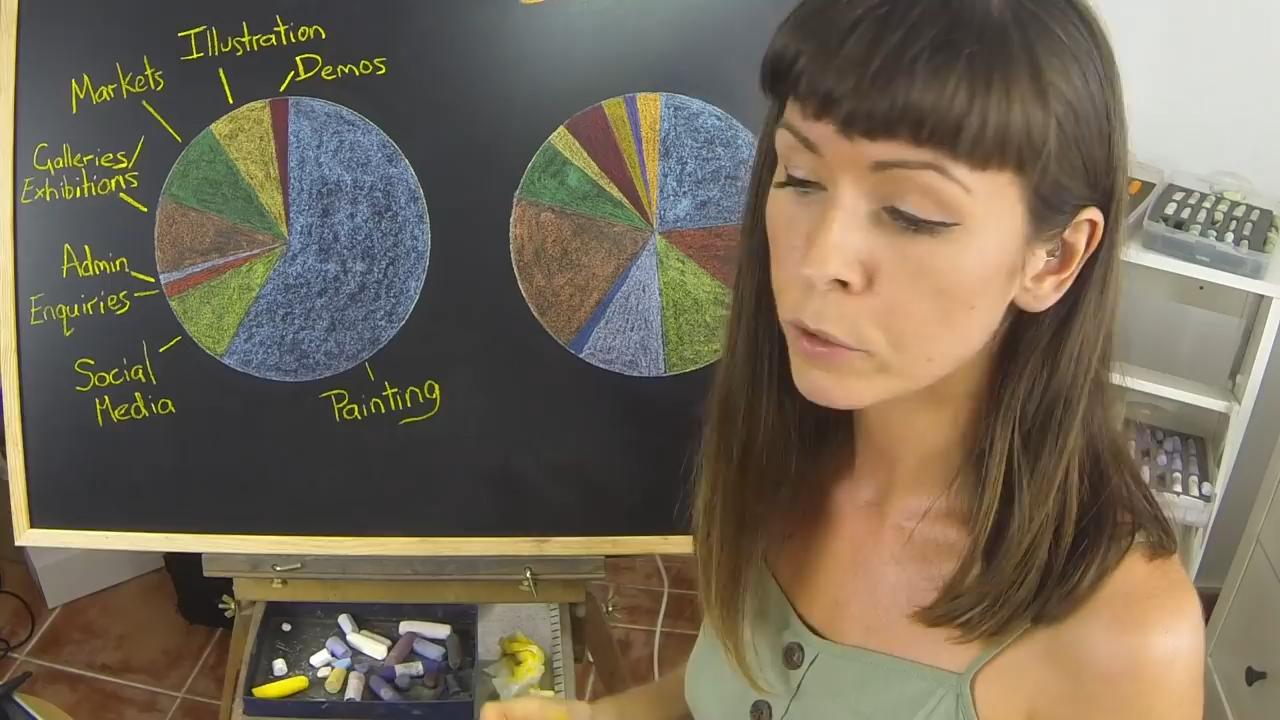 Illustration
Demos
Markets
Galleries/
Exhibitions
Admin
Enquiries
Social
Media
Painting